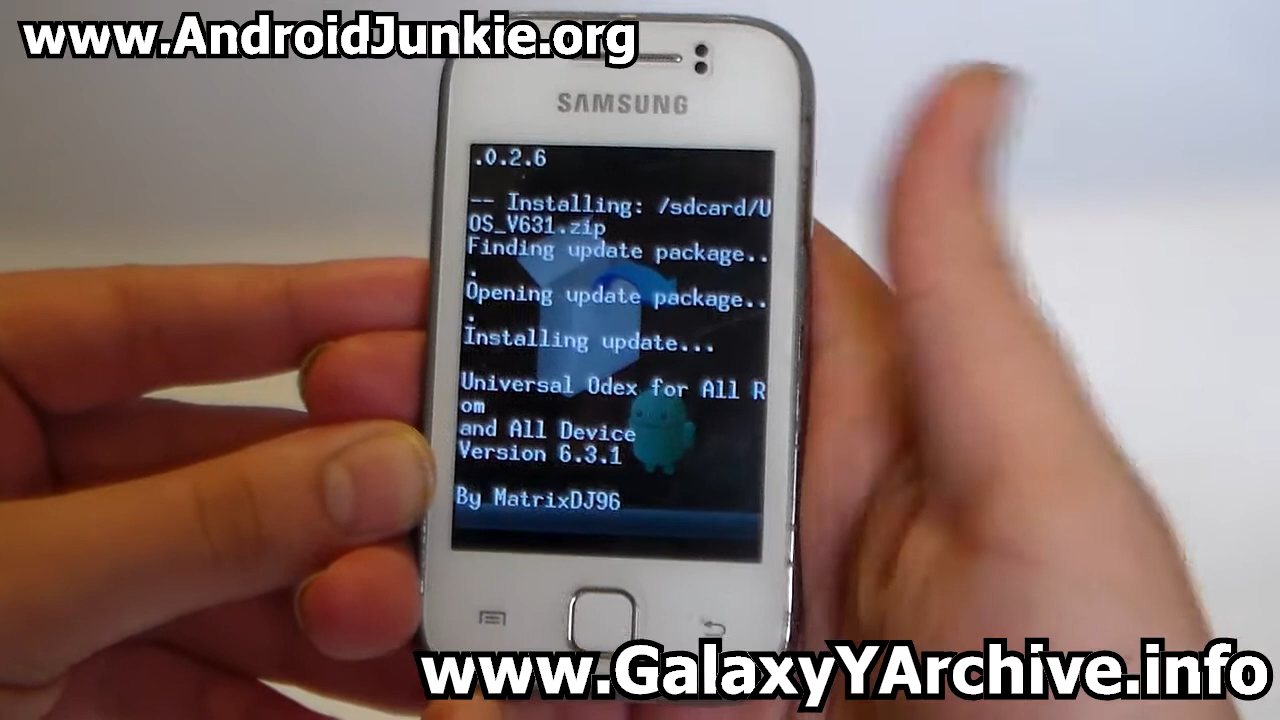 www.AndroidJunkie.org
SAMSUNG
.0.2.6
-- Installing: /sdcard/U
OS_V631.zip
Finding update package..
.
Opening update package..
.
Installing update...
Universal Odex for All R
om
and All Device
Version 6.3.1
By MatrixDJ96
www.GalaxyYArchive.info